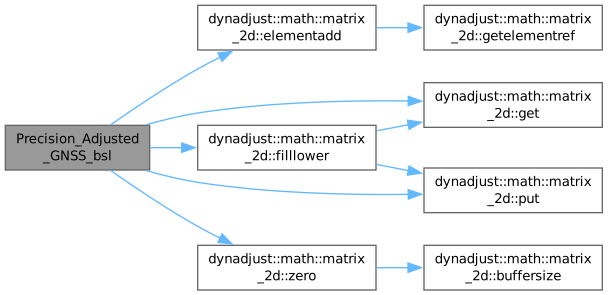 dynadjust::math::matrix
_2d::elementadd
dynadjust::math::matrix
_2d::getelementref
dynadjust::math::matrix
_2d::get
Precision_Adjusted
_GNSS_bsl
dynadjust::math::matrix
_2d::filllower
dynadjust::math::matrix
_2d::put
dynadjust::math::matrix
_2d::zero
dynadjust::math::matrix
_2d::buffersize